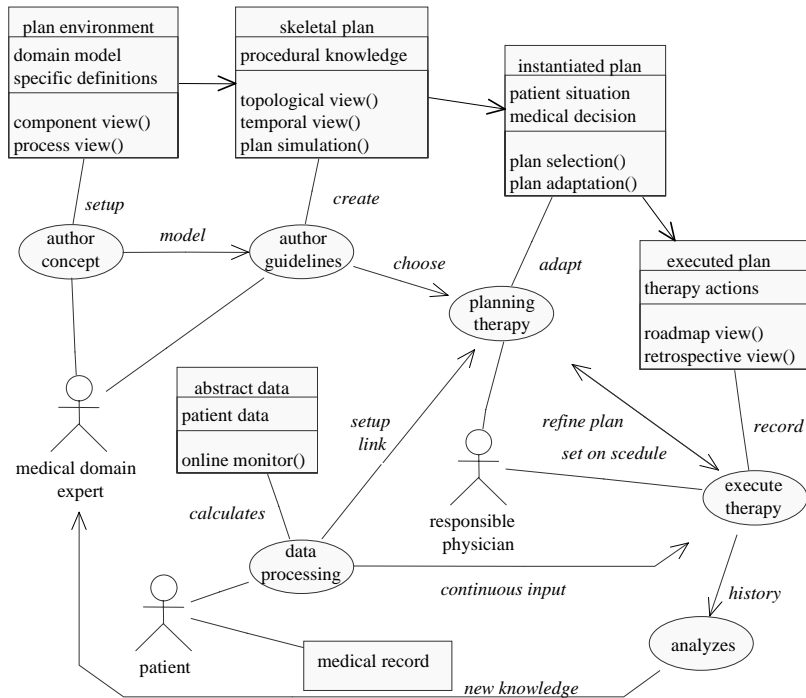 plan environment
domain model
specific definitions
component view()
process view()
skeletal plan
procedural knowledge
topological view()
temporal view()
plan simulation()
instantiated plan
patient situation
medical decision
plan selection()
plan adaptation()
executed plan
therapy actions
roadmap view()
retrospective view()
setup
create
author
concept
model
author
guidelines
choose
adapt
planning
therapy
abstract data
patient data
online monitor()
setup
link
refine plan
set on scedule
record
medical domain
expert
calculates
responsible
physician
execute
therapy
data
processing
continuous input
history
patient
medical record
analyzes
new knowledge